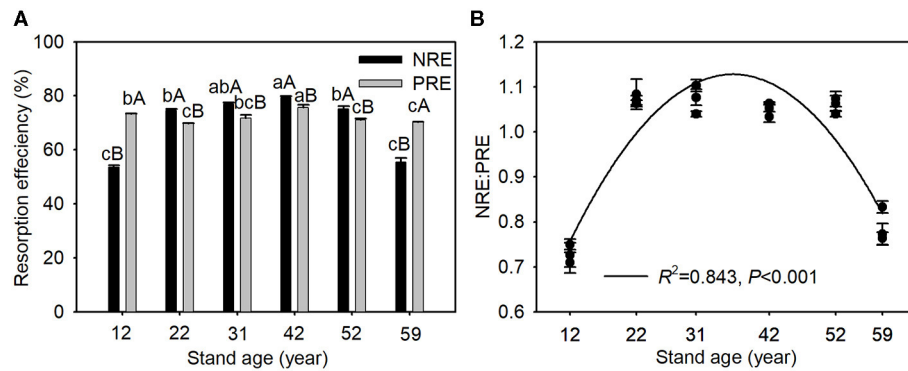 A
100
80
60
40
20
0
Resorption effeciency (%)
NRE
PRE
cB
bA
bA
cB
abA
bcB
aA
aB
bA
cB
cB
cA
12 22 31 42 52 59
Stand age (year)
B
1.2
1.1
1.0
0.9
0.8
0.7
0.6
NRE:PRE
R²=0.843, P<0.001
12 22 31 42 52 59
Stand age (year)